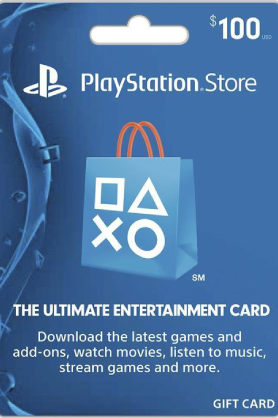 $100 USD
PlayStation.Store
SM
THE ULTIMATE ENTERTAINMENT CARD
Download the latest games and
add-ons, watch movies, listen to music,
stream games and more.
GIFT CARD